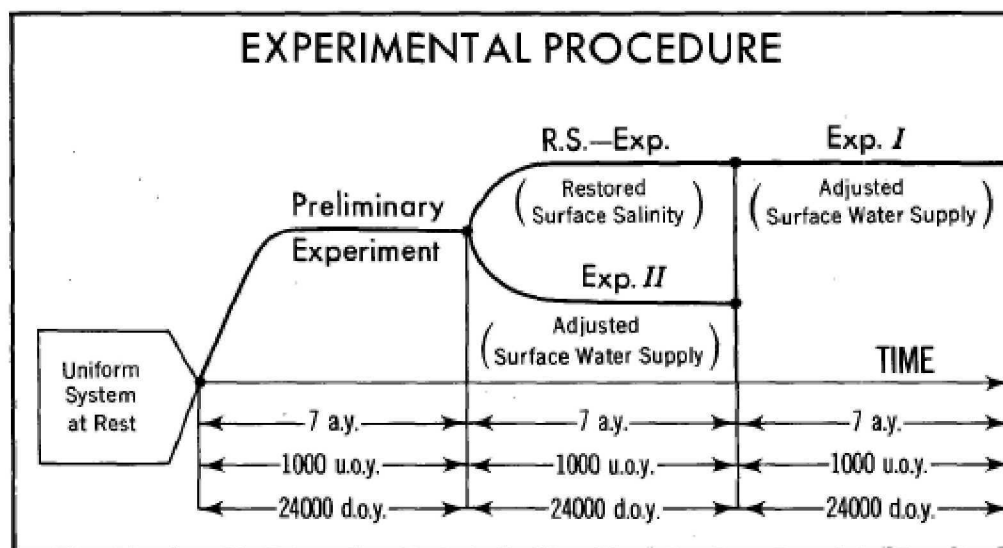 EXPERIMENTAL PROCEDURE
R.S.—Exp.
(Restored
Surface Salinity)
Exp. I
(Adjusted
Surface Water Supply)
Preliminary
Experiment
Exp. II
(Adjusted
Surface Water Supply)
Uniform
System
at Rest
TIME
7 a.y. 7 a.y. 7 a.y.
1000 u.o.y. 1000 u.o.y. 1000 u.o.y.
24000 d.o.y. 24000 d.o.y. 24000 d.o.y.